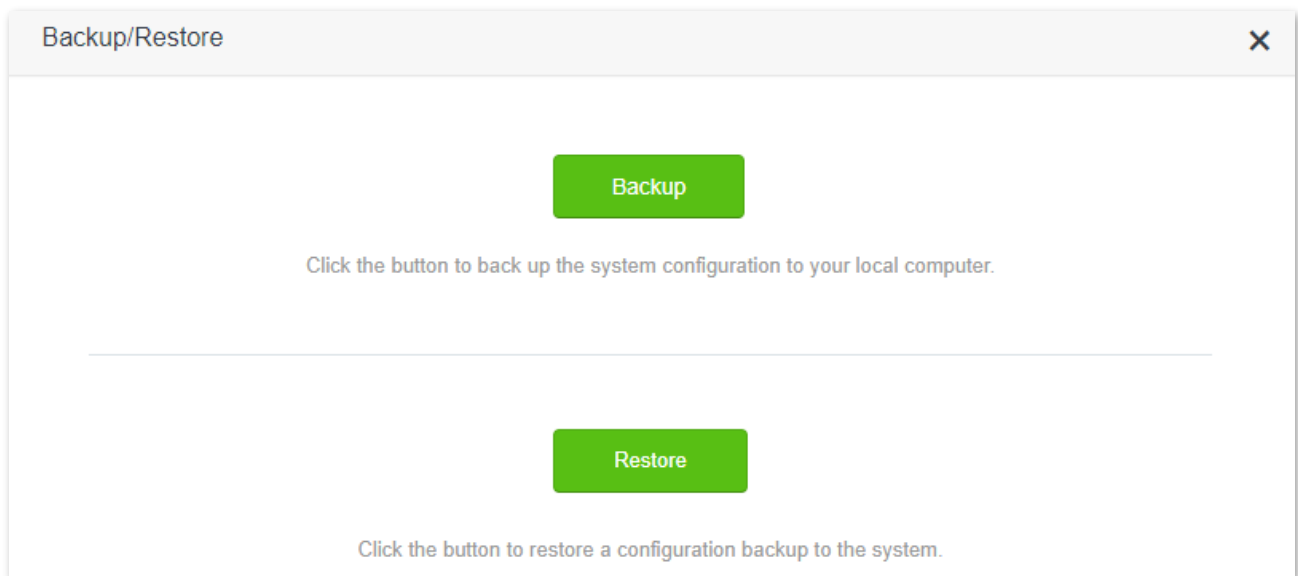 Backup/Restore
Backup
Click the button to back up the system configuration to your local computer.
Restore
Click the button to restore a configuration backup to the system.